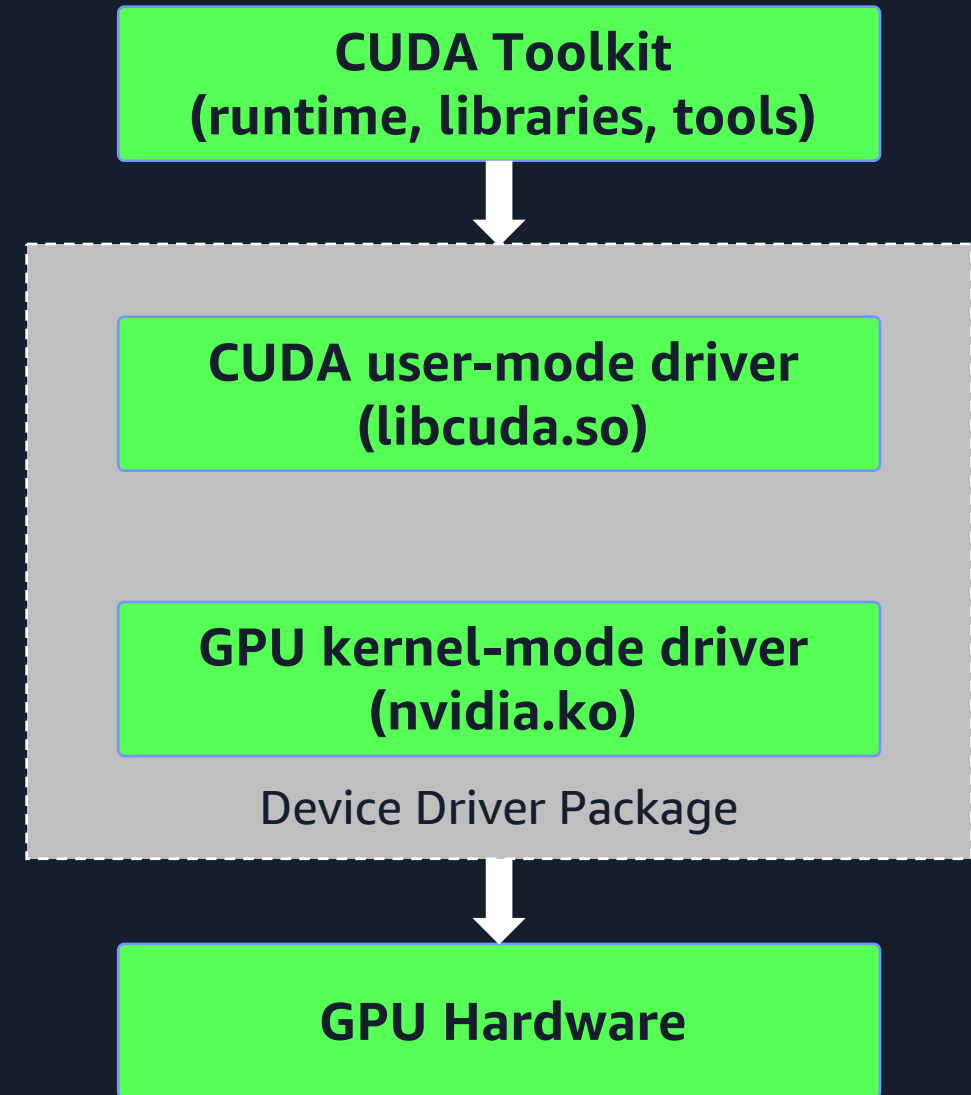 CUDA Toolkit
(runtime, libraries, tools)
CUDA user-mode driver
(libcuda.so)
GPU kernel-mode driver
(nvidia.ko)
Device Driver Package
GPU Hardware